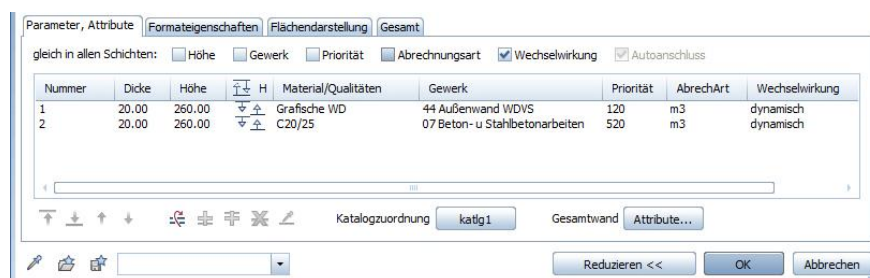 Parameter, Attribute Formateigenschaften Flächendarstellung Gesamt
gleich in allen Schichten: Höhe Gewerk Priorität Abrechnungsart Wechselwirkung Autoanschluss
Nummer Dicke Höhe H Material/Qualitäten Gewerk Priorität AbrechArt Wechselwirkung
1 20.00 260.00 Grafische WD 44 Außenwand WDVS 120 m3 dynamisch
2 20.00 260.00 C20/25 07 Beton- u Stahlbetonarbeiten 520 m3 dynamisch
Katalogzuordnung katlg1 Gesamtwand Attribute...
Reduzieren << OK Abbrechen